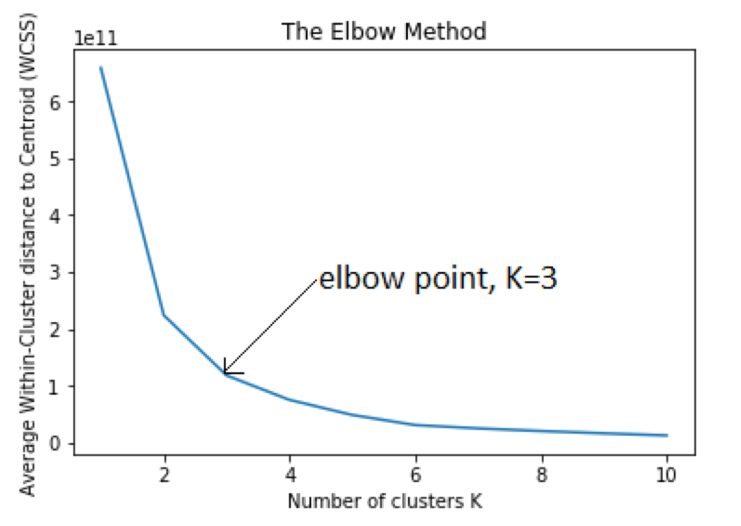 The Elbow Method
1e11
Average Within-Cluster distance to Centroid (WCSS)
6
5
4
3
2
1
0
elbow point, K=3
2 4 6 8 10
Number of clusters K